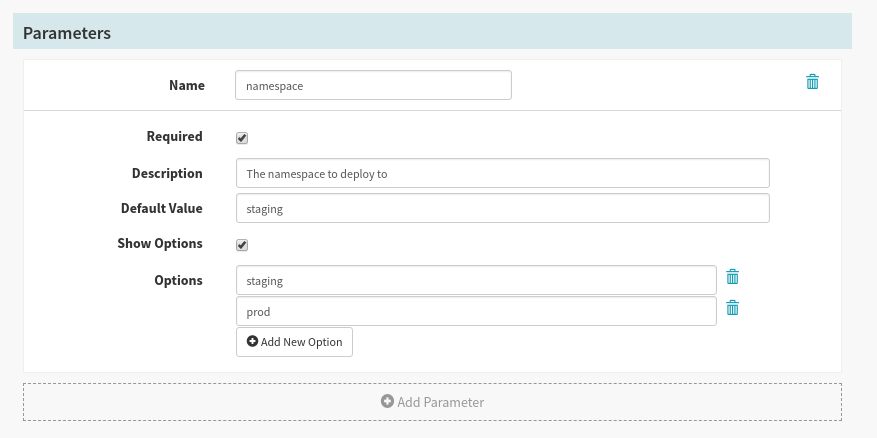 Parameters
Name namespace
Required
Description The namespace to deploy to
Default Value staging
Show Options
Options staging
prod
Add New Option
Add Parameter